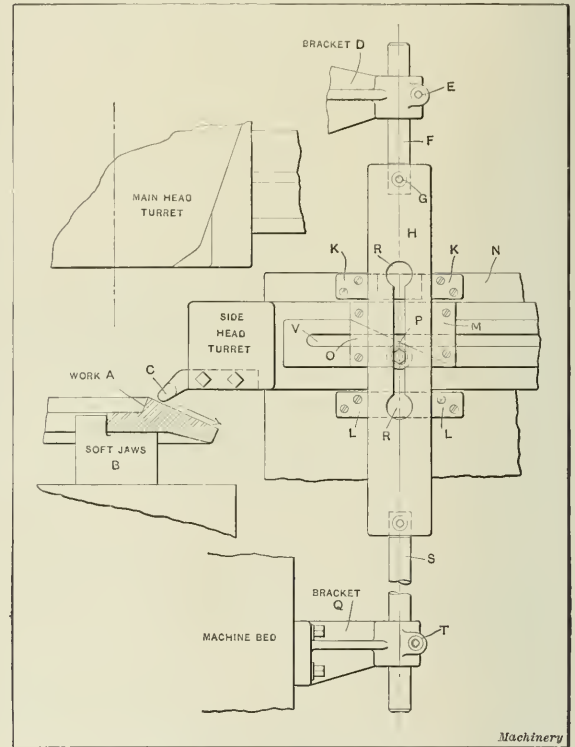 BRACKET D
E
F
G
MAIN HEAD
TURRET
H
R
K
K
N
SIDE
HEAD
TURRET
P
V
M
O
C
WORK A
L
R
L
SOFT JAWS
B
S
BRACKET
Q
T
MACHINE BED
Machinery